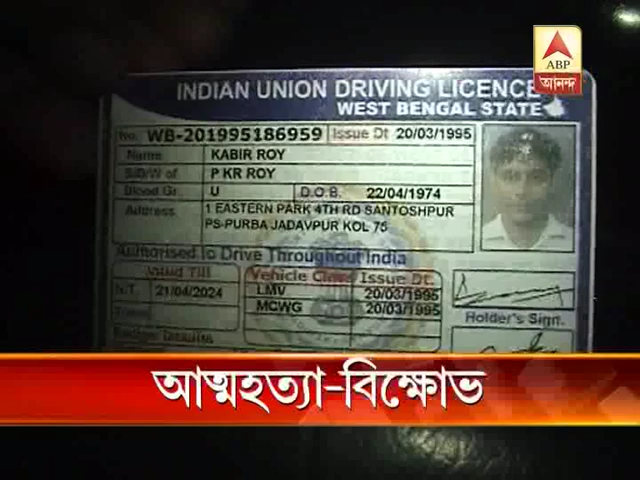 ABP
আনন্দ
INDIAN UNION DRIVING LICENCE
WEST BENGAL STATE
No. WB-201995186959 Issue Dt 20/03/1995
Name KABIR ROY
S/D/W of P KR ROY
Blood Gr. U D.O.B. 22/04/1974
Address. 1 EASTERN PARK 4TH RD SANTOSHPUR
PS-PURBA JADAVPUR KOL 75
Authorised to Drive Throughout India
Valid Till Vehicle Class Issue Dt.
N.T. 21/04/2024 LMV 20/03/1995
MCWG 20/03/1995
Holder's Sign.
আত্মহত্যা-বিক্ষোভ